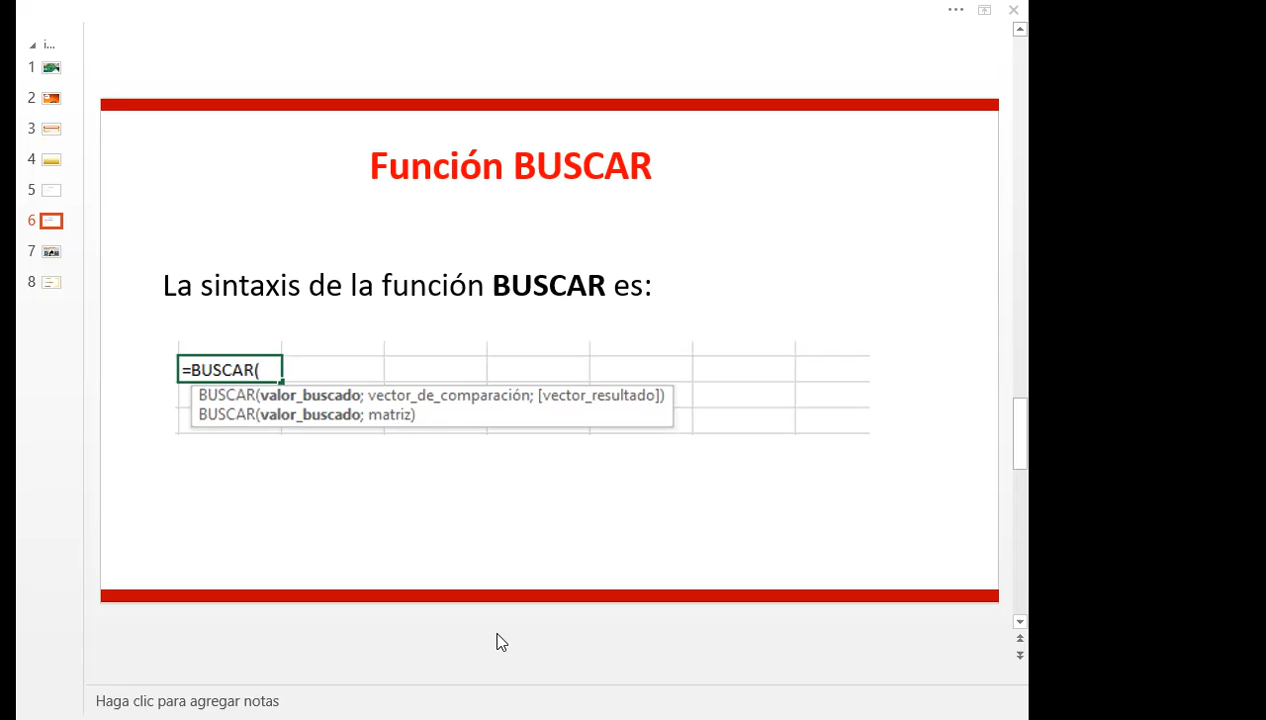 i...
1
2
3
4
5
6
7
8
Función BUSCAR
La sintaxis de la función BUSCAR es:
=BUSCAR(
BUSCAR(valor_buscado; vector_de_comparación; [vector_resultado])
BUSCAR(valor_buscado; matriz)
Haga clic para agregar notas